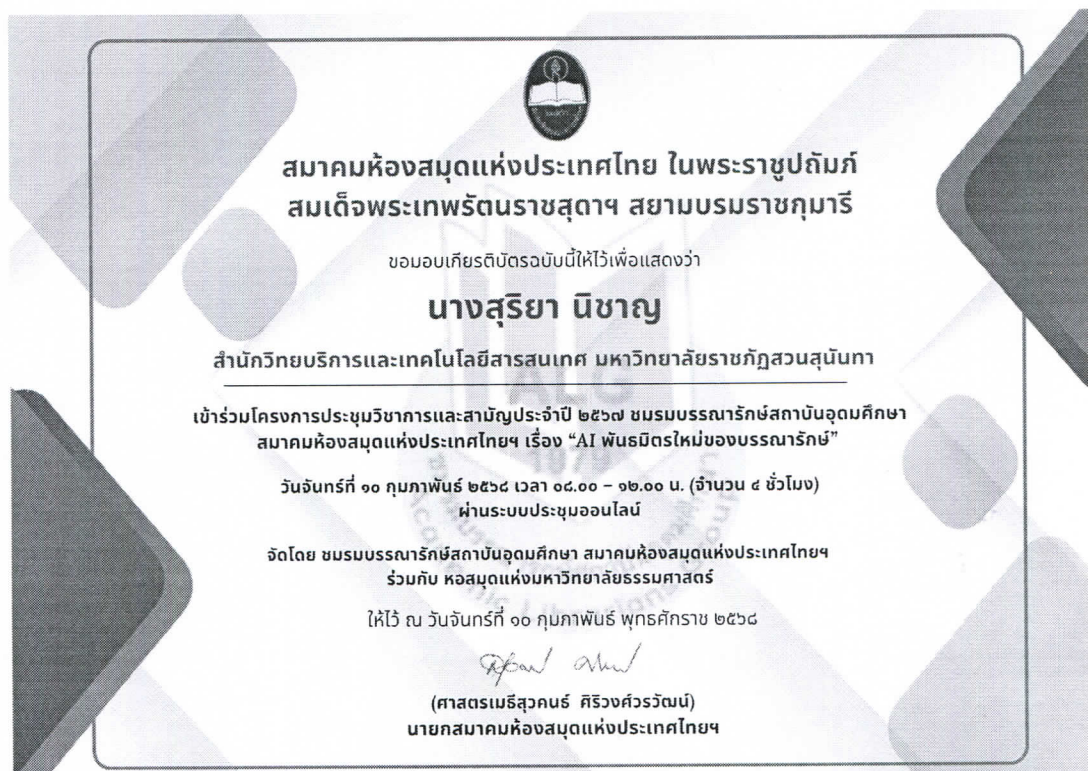 สมาคมห้องสมุดแห่งประเทศไทย ในพระราชูปถัมภ์
สมเด็จพระเทพรัตนราชสุดาฯ สยามบรมราชกุมารี
ขอมอบเกียรติบัตรฉบับนี้ให้ไว้เพื่อแสดงว่า
นางสุริยา นิชาญ
สำนักวิทยบริการและเทคโนโลยีสารสนเทศ มหาวิทยาลัยราชภัฏสวนสุนันทา
เข้าร่วมโครงการประชุมวิชาการและสามัญประจำปี ๒๕๖๗ ชมรมบรรณารักษ์สถาบันอุดมศึกษา
สมาคมห้องสมุดแห่งประเทศไทยฯ เรื่อง “AI พันธมิตรใหม่ของบรรณารักษ์”
วันจันทร์ที่ ๑๐ กุมภาพันธ์ ๒๕๖๘ เวลา ๐๘.๐๐ – ๑๒.๐๐ น. (จำนวน ๔ ชั่วโมง)
ผ่านระบบประชุมออนไลน์
จัดโดย ชมรมบรรณารักษ์สถาบันอุดมศึกษา สมาคมห้องสมุดแห่งประเทศไทยฯ
ร่วมกับ หอสมุดแห่งมหาวิทยาลัยธรรมศาสตร์
ให้ไว้ ณ วันจันทร์ที่ ๑๐ กุมภาพันธ์ พุทธศักราช ๒๕๖๘
(ศาสตรเมธีสุวคนธ์ ศิริวงศ์วรวัฒน์)
นายกสมาคมห้องสมุดแห่งประเทศไทยฯ
ALG
1979
Academic Librarians Group